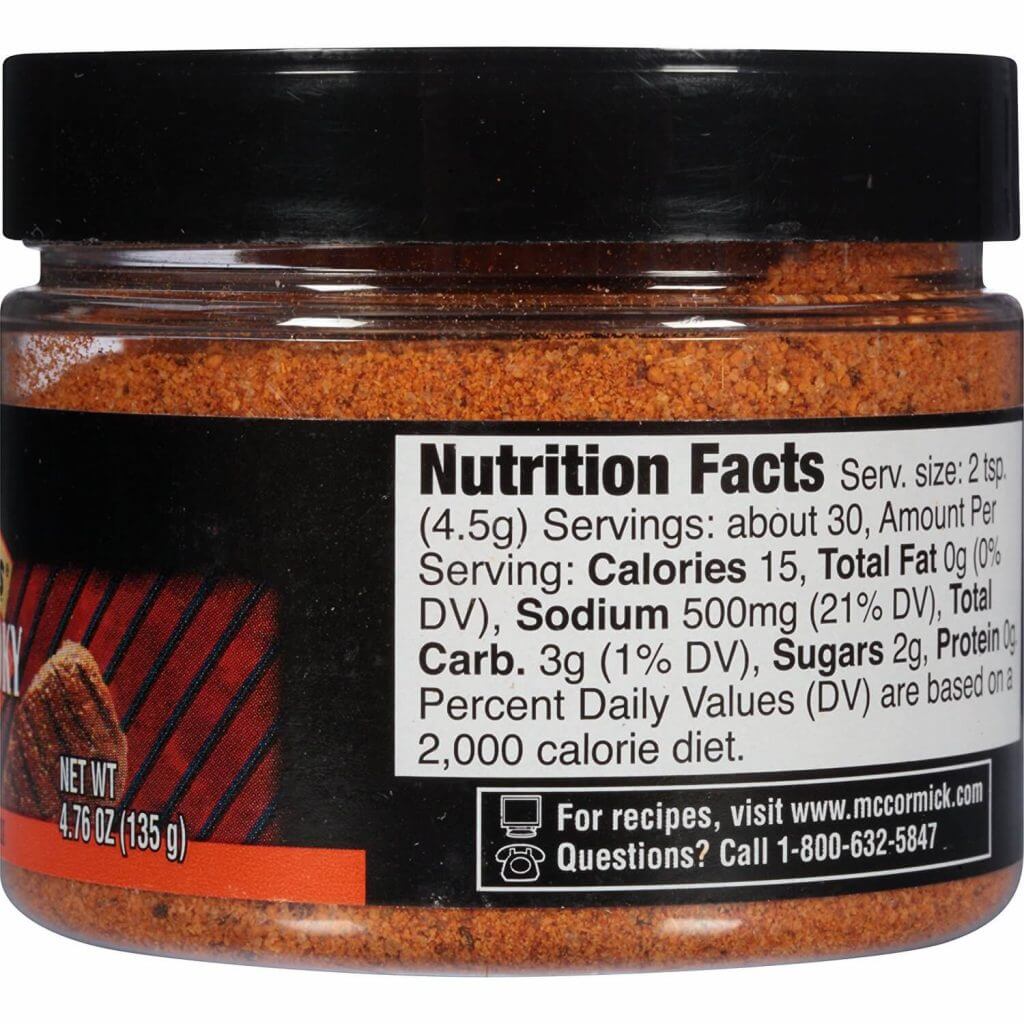 Nutrition Facts Serv. size: 2 tsp.
(4.5g) Servings: about 30, Amount Per
Serving: Calories 15, Total Fat 0g (0%
DV), Sodium 500mg (21% DV), Total
Carb. 3g (1% DV), Sugars 2g, Protein 0g.
Percent Daily Values (DV) are based on a
2,000 calorie diet.
KY
NET WT
4.76 OZ (135 g)
For recipes, visit www.mccormick.com
Questions? Call 1-800-632-5847